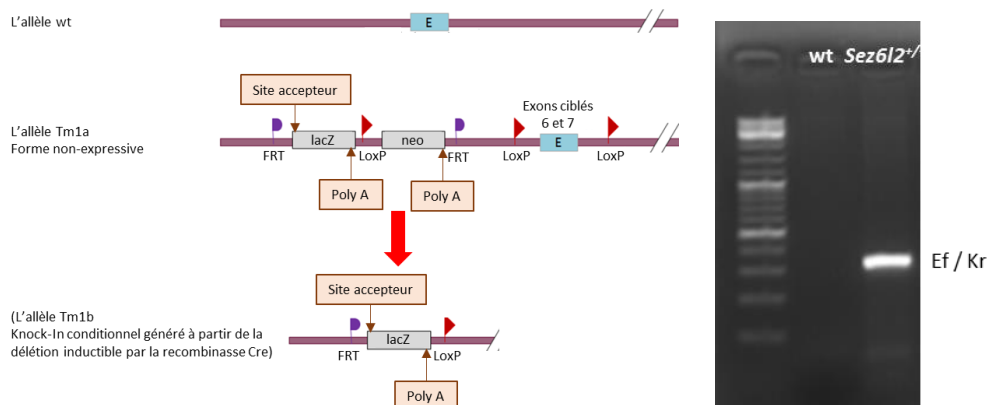 L'allèle wt
E
Site accepteur
Exons ciblés
6 et 7
L'allèle Tm1a
Forme non-expressive
lacZ
neo
E
FRT
LoxP
FRT
LoxP
LoxP
Poly A
Poly A
Site accepteur
(L'allèle Tm1b
Knock-In conditionnel généré à partir de la
délétion inductible par la recombinasse Cre)
lacZ
FRT
LoxP
Poly A
wt Sez6l2+/
Ef / Kr